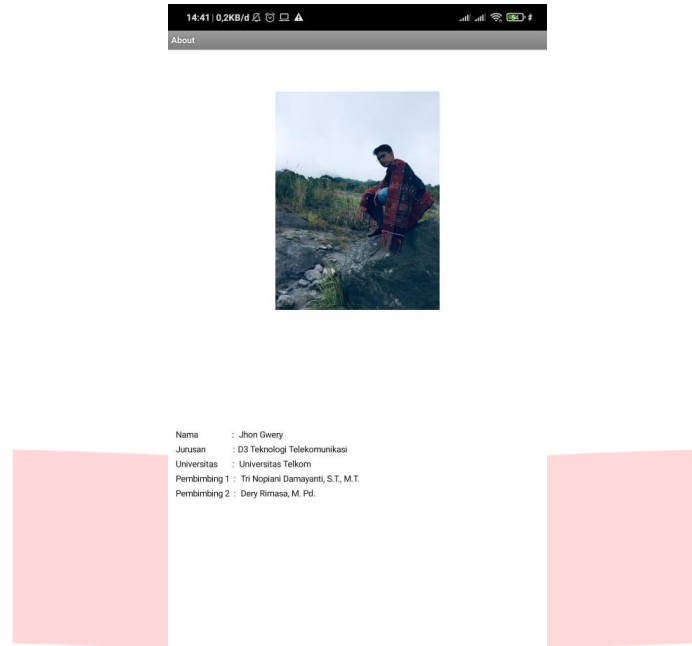 14:41 | 0,2KB/d
About
Nama : Jhon Gwery
Jurusan : D3 Teknologi Telekomunikasi
Universitas : Universitas Telkom
Pembimbing 1 : Tri Nopiani Damayanti, S.T., M.T.
Pembimbing 2 : Dery Rimasa, M. Pd.